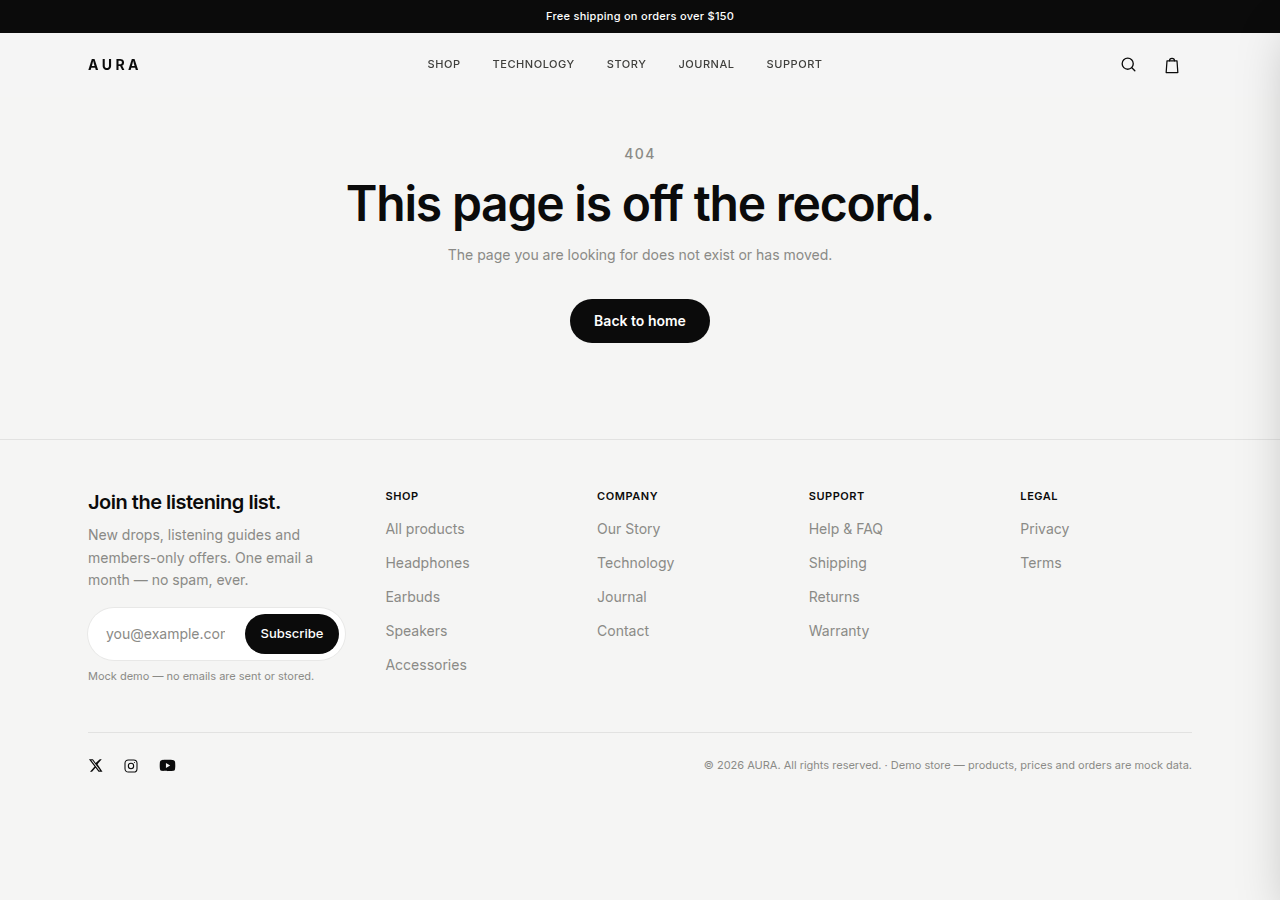 Free shipping on orders over $150
AURA
SHOP
TECHNOLOGY
STORY
JOURNAL
SUPPORT
404
This page is off the record.
The page you are looking for does not exist or has moved.
Back to home
Join the listening list.
New drops, listening guides and
members-only offers. One email a
month — no spam, ever.
you@example.cor
Subscribe
Mock demo — no emails are sent or stored.
SHOP
All products
Headphones
Earbuds
Speakers
Accessories
COMPANY
Our Story
Technology
Journal
Contact
SUPPORT
Help & FAQ
Shipping
Returns
Warranty
LEGAL
Privacy
Terms
© 2026 AURA. All rights reserved. · Demo store — products, prices and orders are mock data.